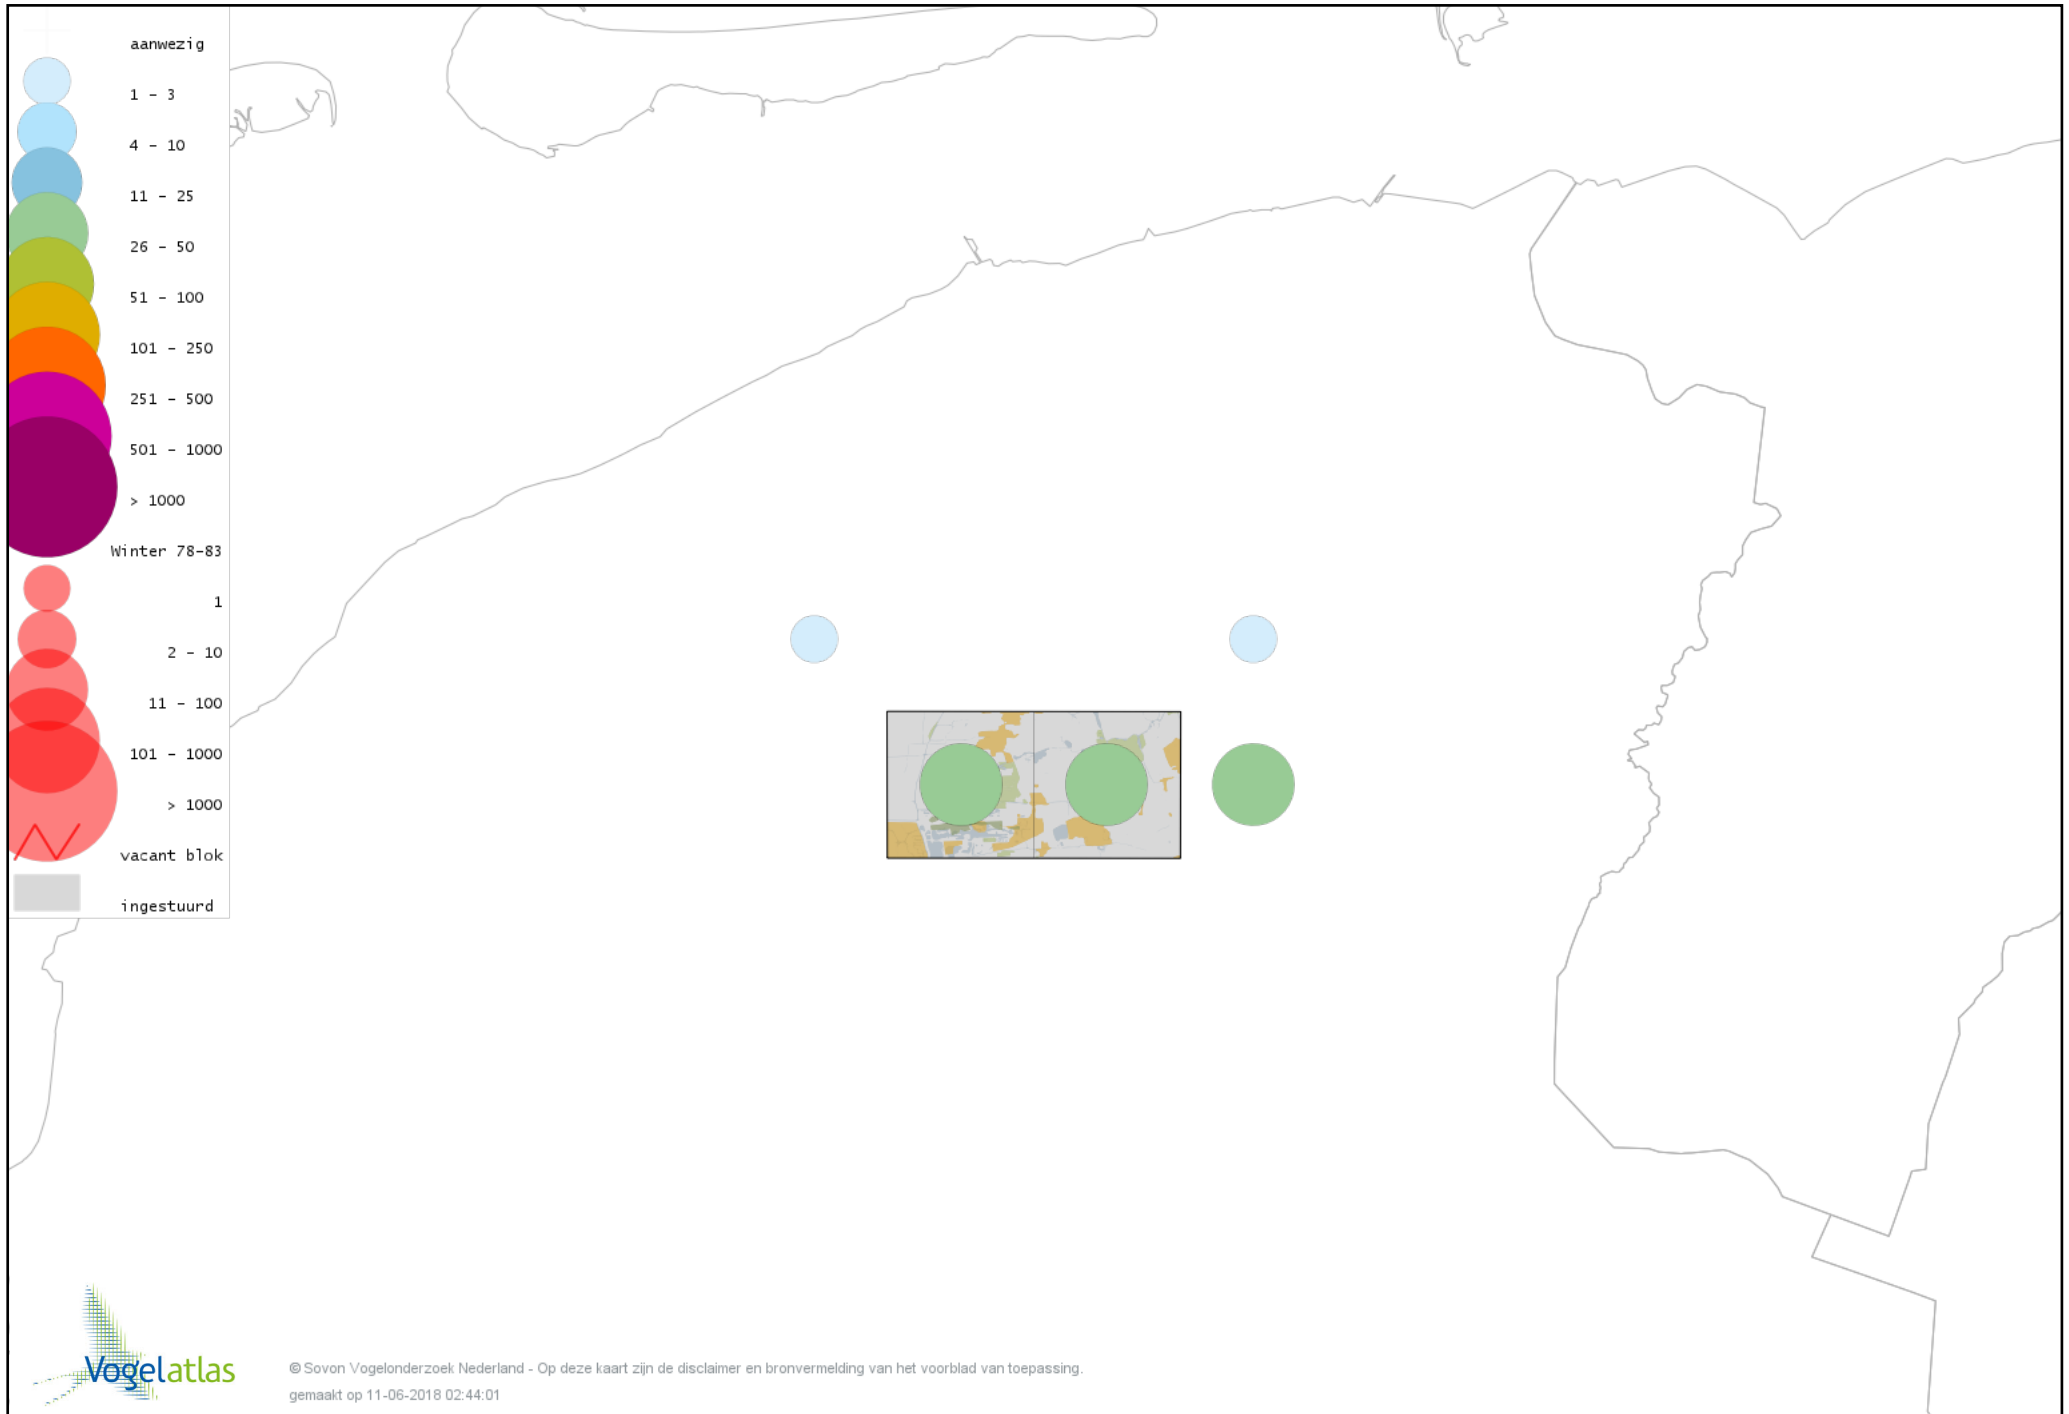 aanwezig
1 - 3
4 - 10
11 - 25
26 - 50
51 - 100
101 - 250
251 - 500
501 - 1000
> 1000
Winter 78-83
1
2 - 10
11 - 100
101 - 1000
> 1000
vacant blok
ingestuurd
Vogelatlas
© Sovon Vogelonderzoek Nederland - Op deze kaart zijn de disclaimer en bronvermelding van het voorblad van toepassing.
gemaakt op 11-06-2018 02:44:01